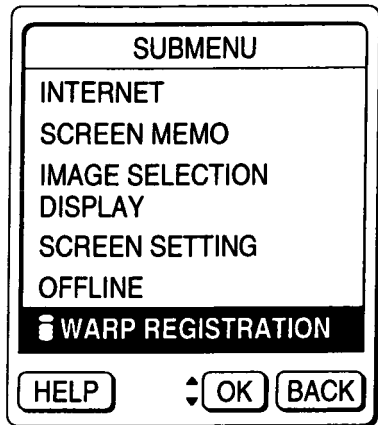 SUBMENU
INTERNET
SCREEN MEMO
IMAGE SELECTION
DISPLAY
SCREEN SETTING
OFFLINE
WARP REGISTRATION
HELP OK BACK